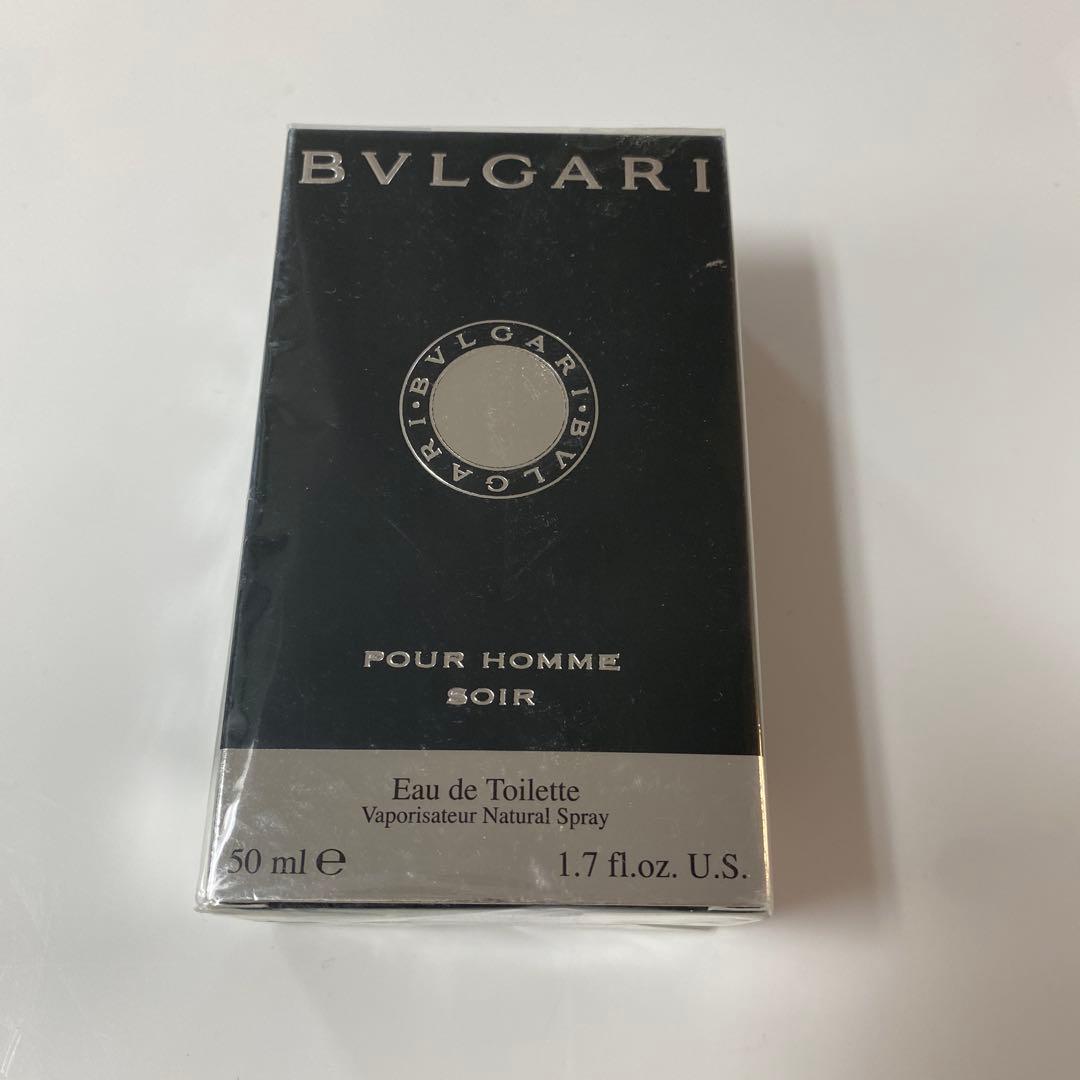 BVLGARI
BVLGARI · BVLGARI ·
POUR HOMME
SOIR
Eau de Toilette
Vaporisateur Natural Spray
50 ml ℮
1.7 fl.oz. U.S.